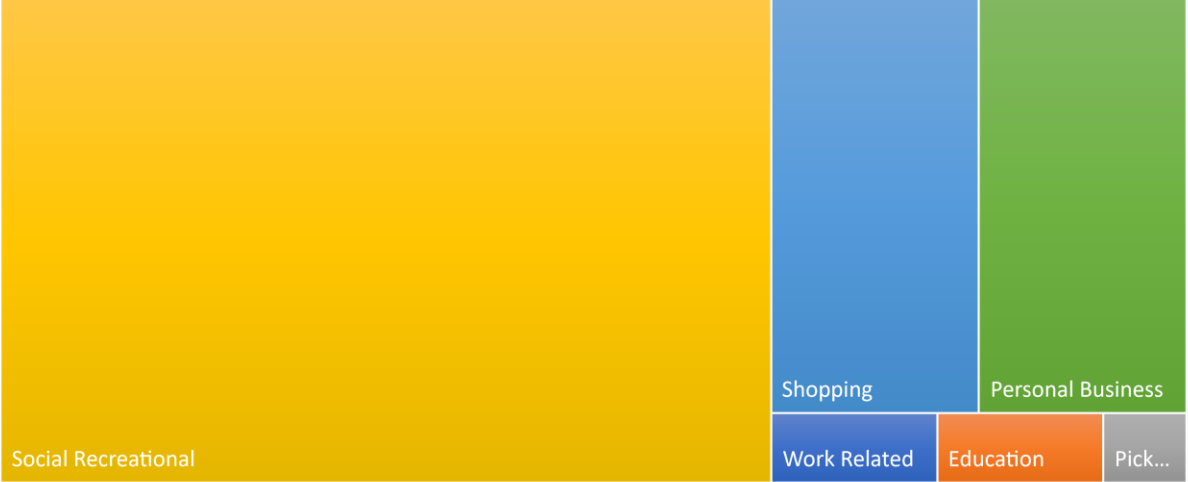 Shopping
Personal Business
Social Recreational
Work Related
Education
Pick...